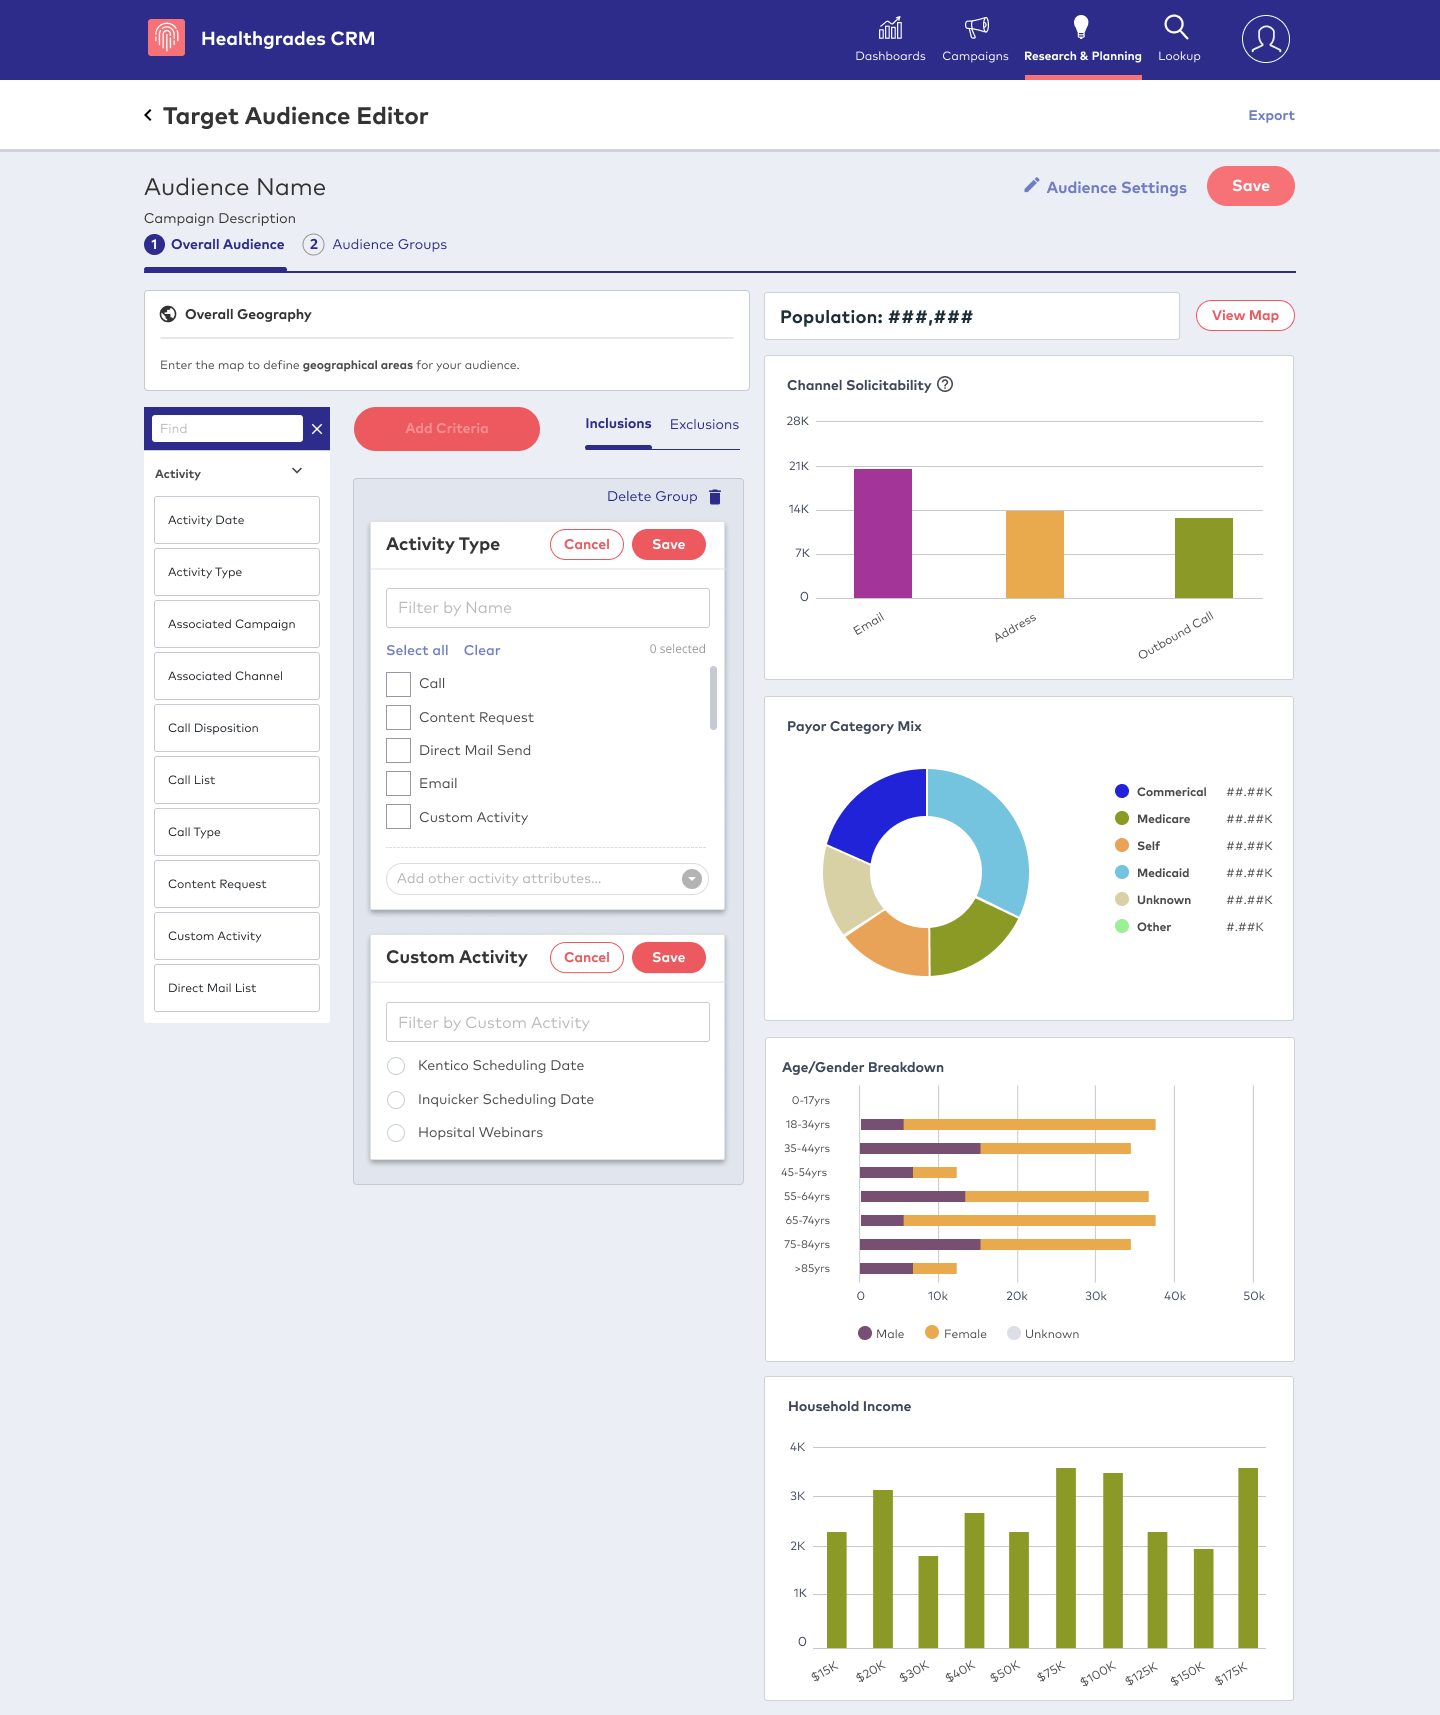 Healthgrades CRM
Dashboards
Campaigns
Research & Planning
Lookup
Target Audience Editor
Export
Audience Name
Audience Settings
Save
Campaign Description
1 Overall Audience
2 Audience Groups
Overall Geography
Enter the map to define geographical areas for your audience.
Find
Activity
Activity Date
Activity Type
Associated Campaign
Associated Channel
Call Disposition
Call List
Call Type
Content Request
Custom Activity
Direct Mail List
Add Criteria
Inclusions
Exclusions
Delete Group
Activity Type
Cancel
Save
Filter by Name
Select all
Clear
0 selected
Call
Content Request
Direct Mail Send
Email
Custom Activity
Add other activity attributes...
Custom Activity
Cancel
Save
Filter by Custom Activity
Kentico Scheduling Date
Inquicker Scheduling Date
Hopsital Webinars
Population: ###,###
View Map
Channel Solicitability ?
28K
21K
14K
7K
0
Email
Address
Outbound Call
Payor Category Mix
Commerical ##.##K
Medicare ##.##K
Self ##.##K
Medicaid ##.##K
Unknown ##.##K
Other #.##K
Age/Gender Breakdown
0-17yrs
18-34yrs
35-44yrs
45-54yrs
55-64yrs
65-74yrs
75-84yrs
>85yrs
0 10k 20k 30k 40k 50k
Male Female Unknown
Household Income
4K
3K
2K
1K
0
$15K $20K $30K $40K $50K $75K $100K $125K $150K $175K